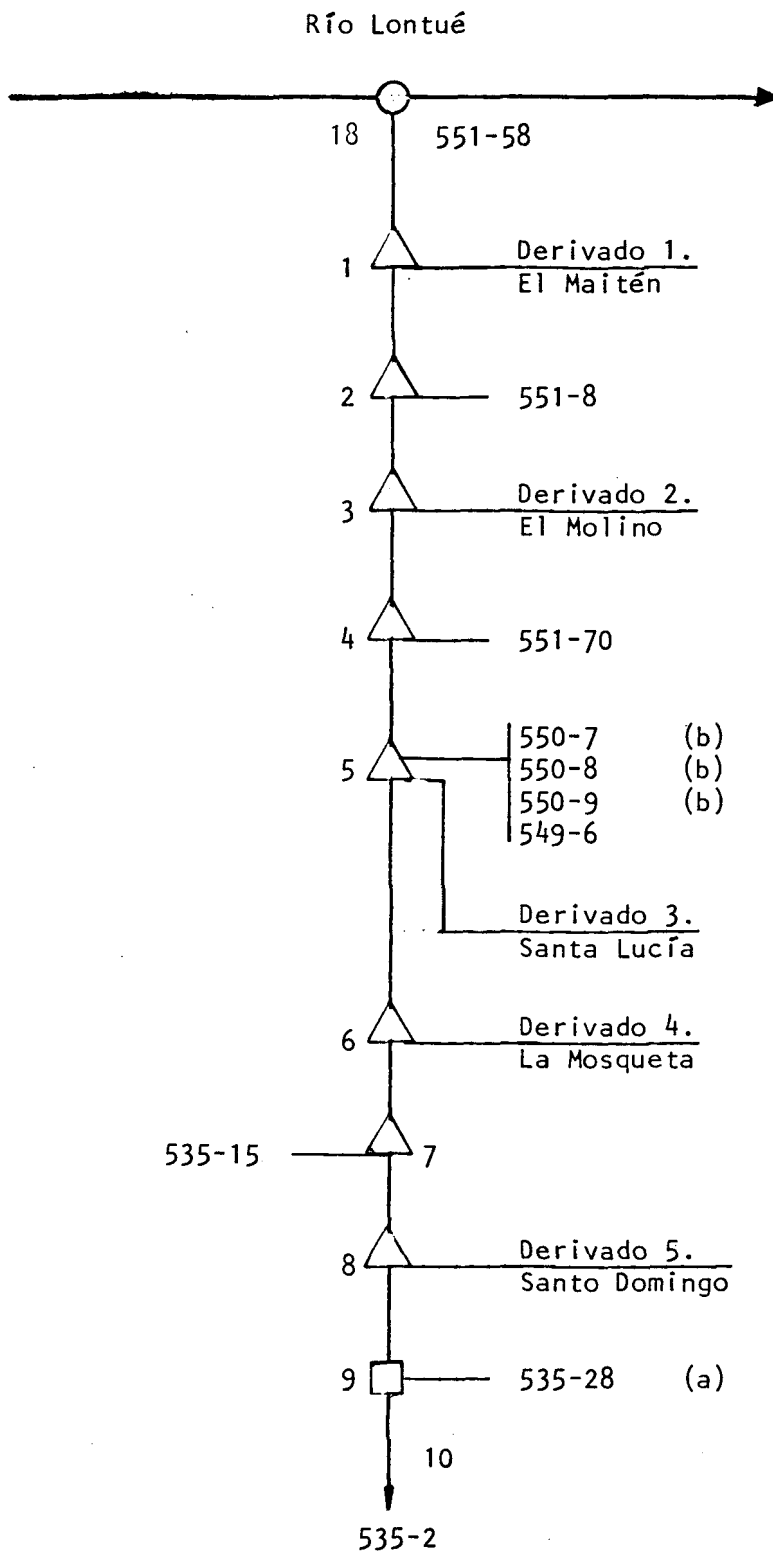 Río Lontué
18 551-58
1 Derivado 1.
El Maitén
2 551-8
3 Derivado 2.
El Molino
4 551-70
550-7 (b)
5 550-8 (b)
550-9 (b)
549-6
Derivado 3.
Santa Lucía
6 Derivado 4.
La Mosqueta
535-15 7
8 Derivado 5.
Santo Domingo
9 535-28 (a)
10
535-2